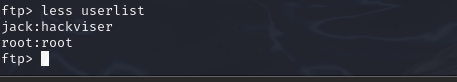 ftp> less userlist
jack:hackviser
root:root
ftp>